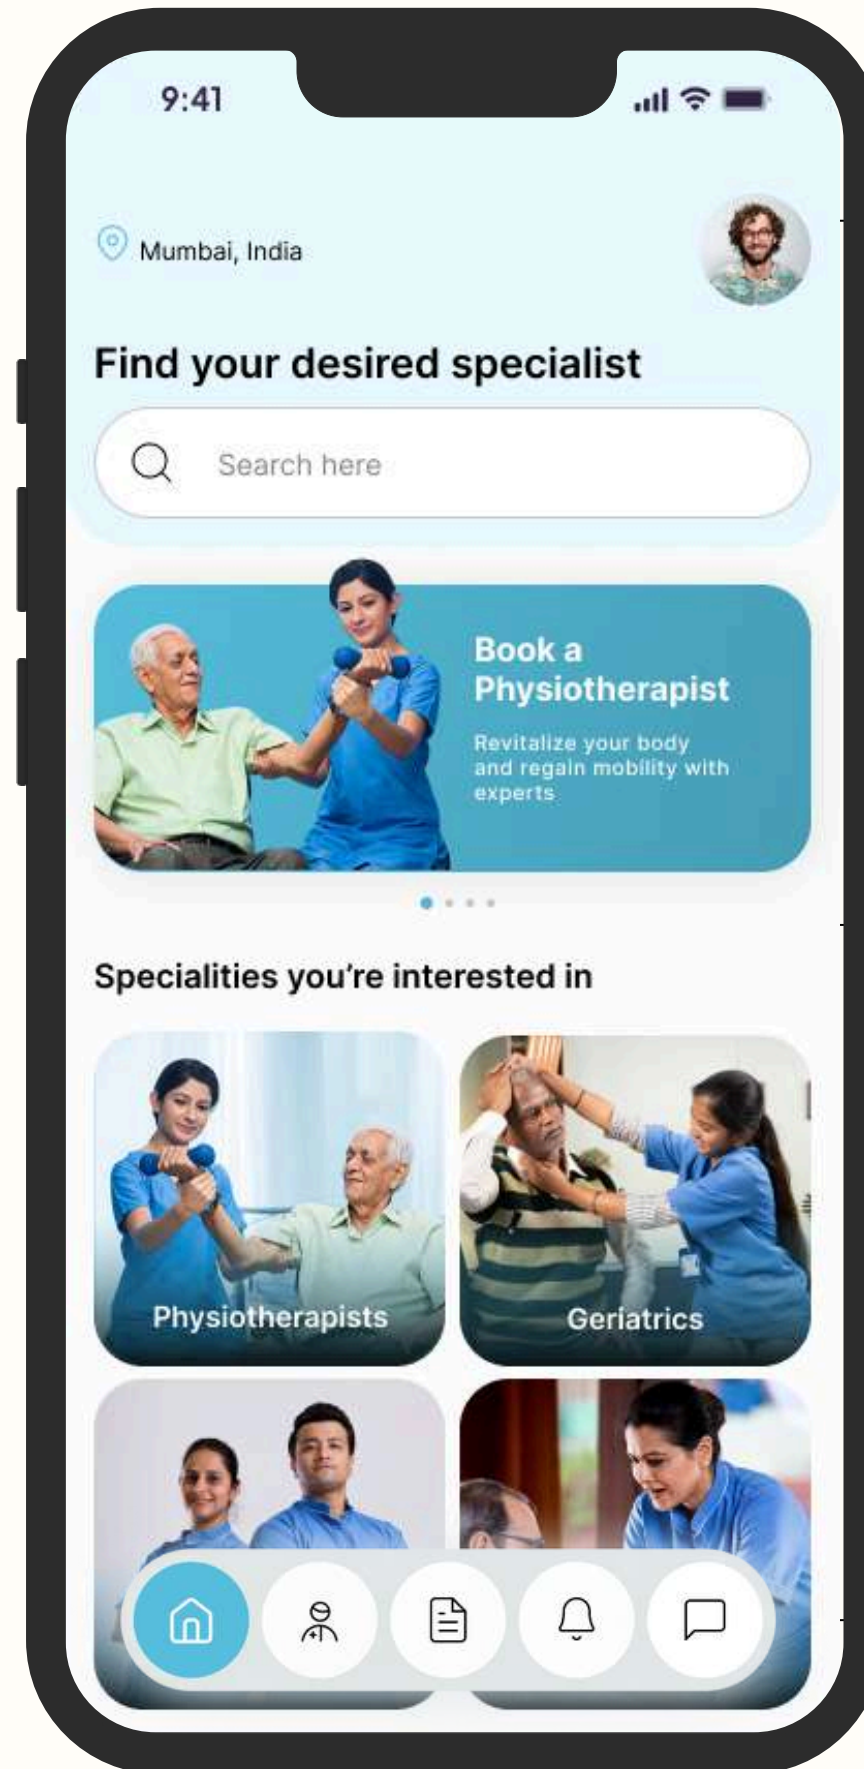 9:41
Mumbai, India
Find your desired specialist
Search here
Book a
Physiotherapist
Revitalize your body
and regain mobility with
experts
Specialities you're interested in
Physiotherapists
Geriatrics